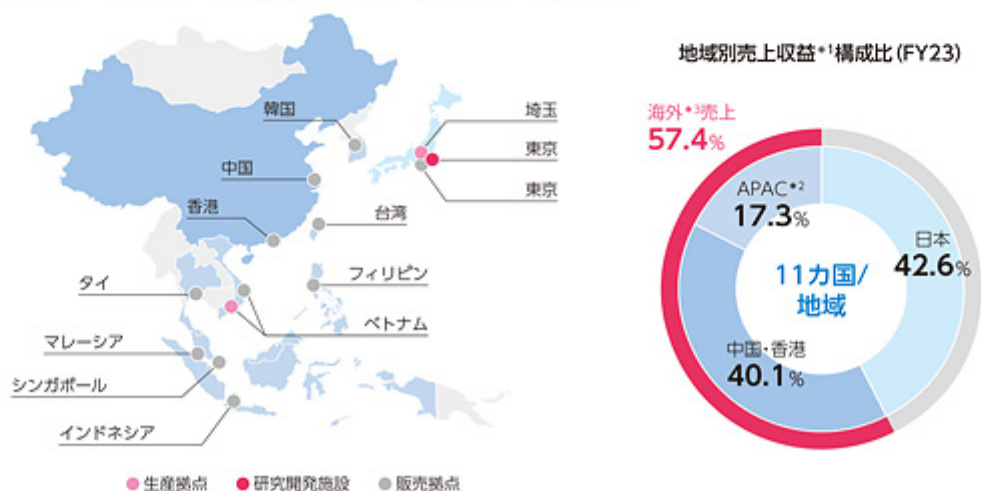 韓国
中国
香港
台湾
タイ
フィリピン
ベトナム
マレーシア
シンガポール
インドネシア
埼玉
東京
東京
生産拠点
研究開発施設
販売拠点
地域別売上収益*1構成比(FY23)
海外*3売上
57.4%
APAC*2
17.3%
日本
42.6%
11カ国/
地域
中国・香港
40.1%